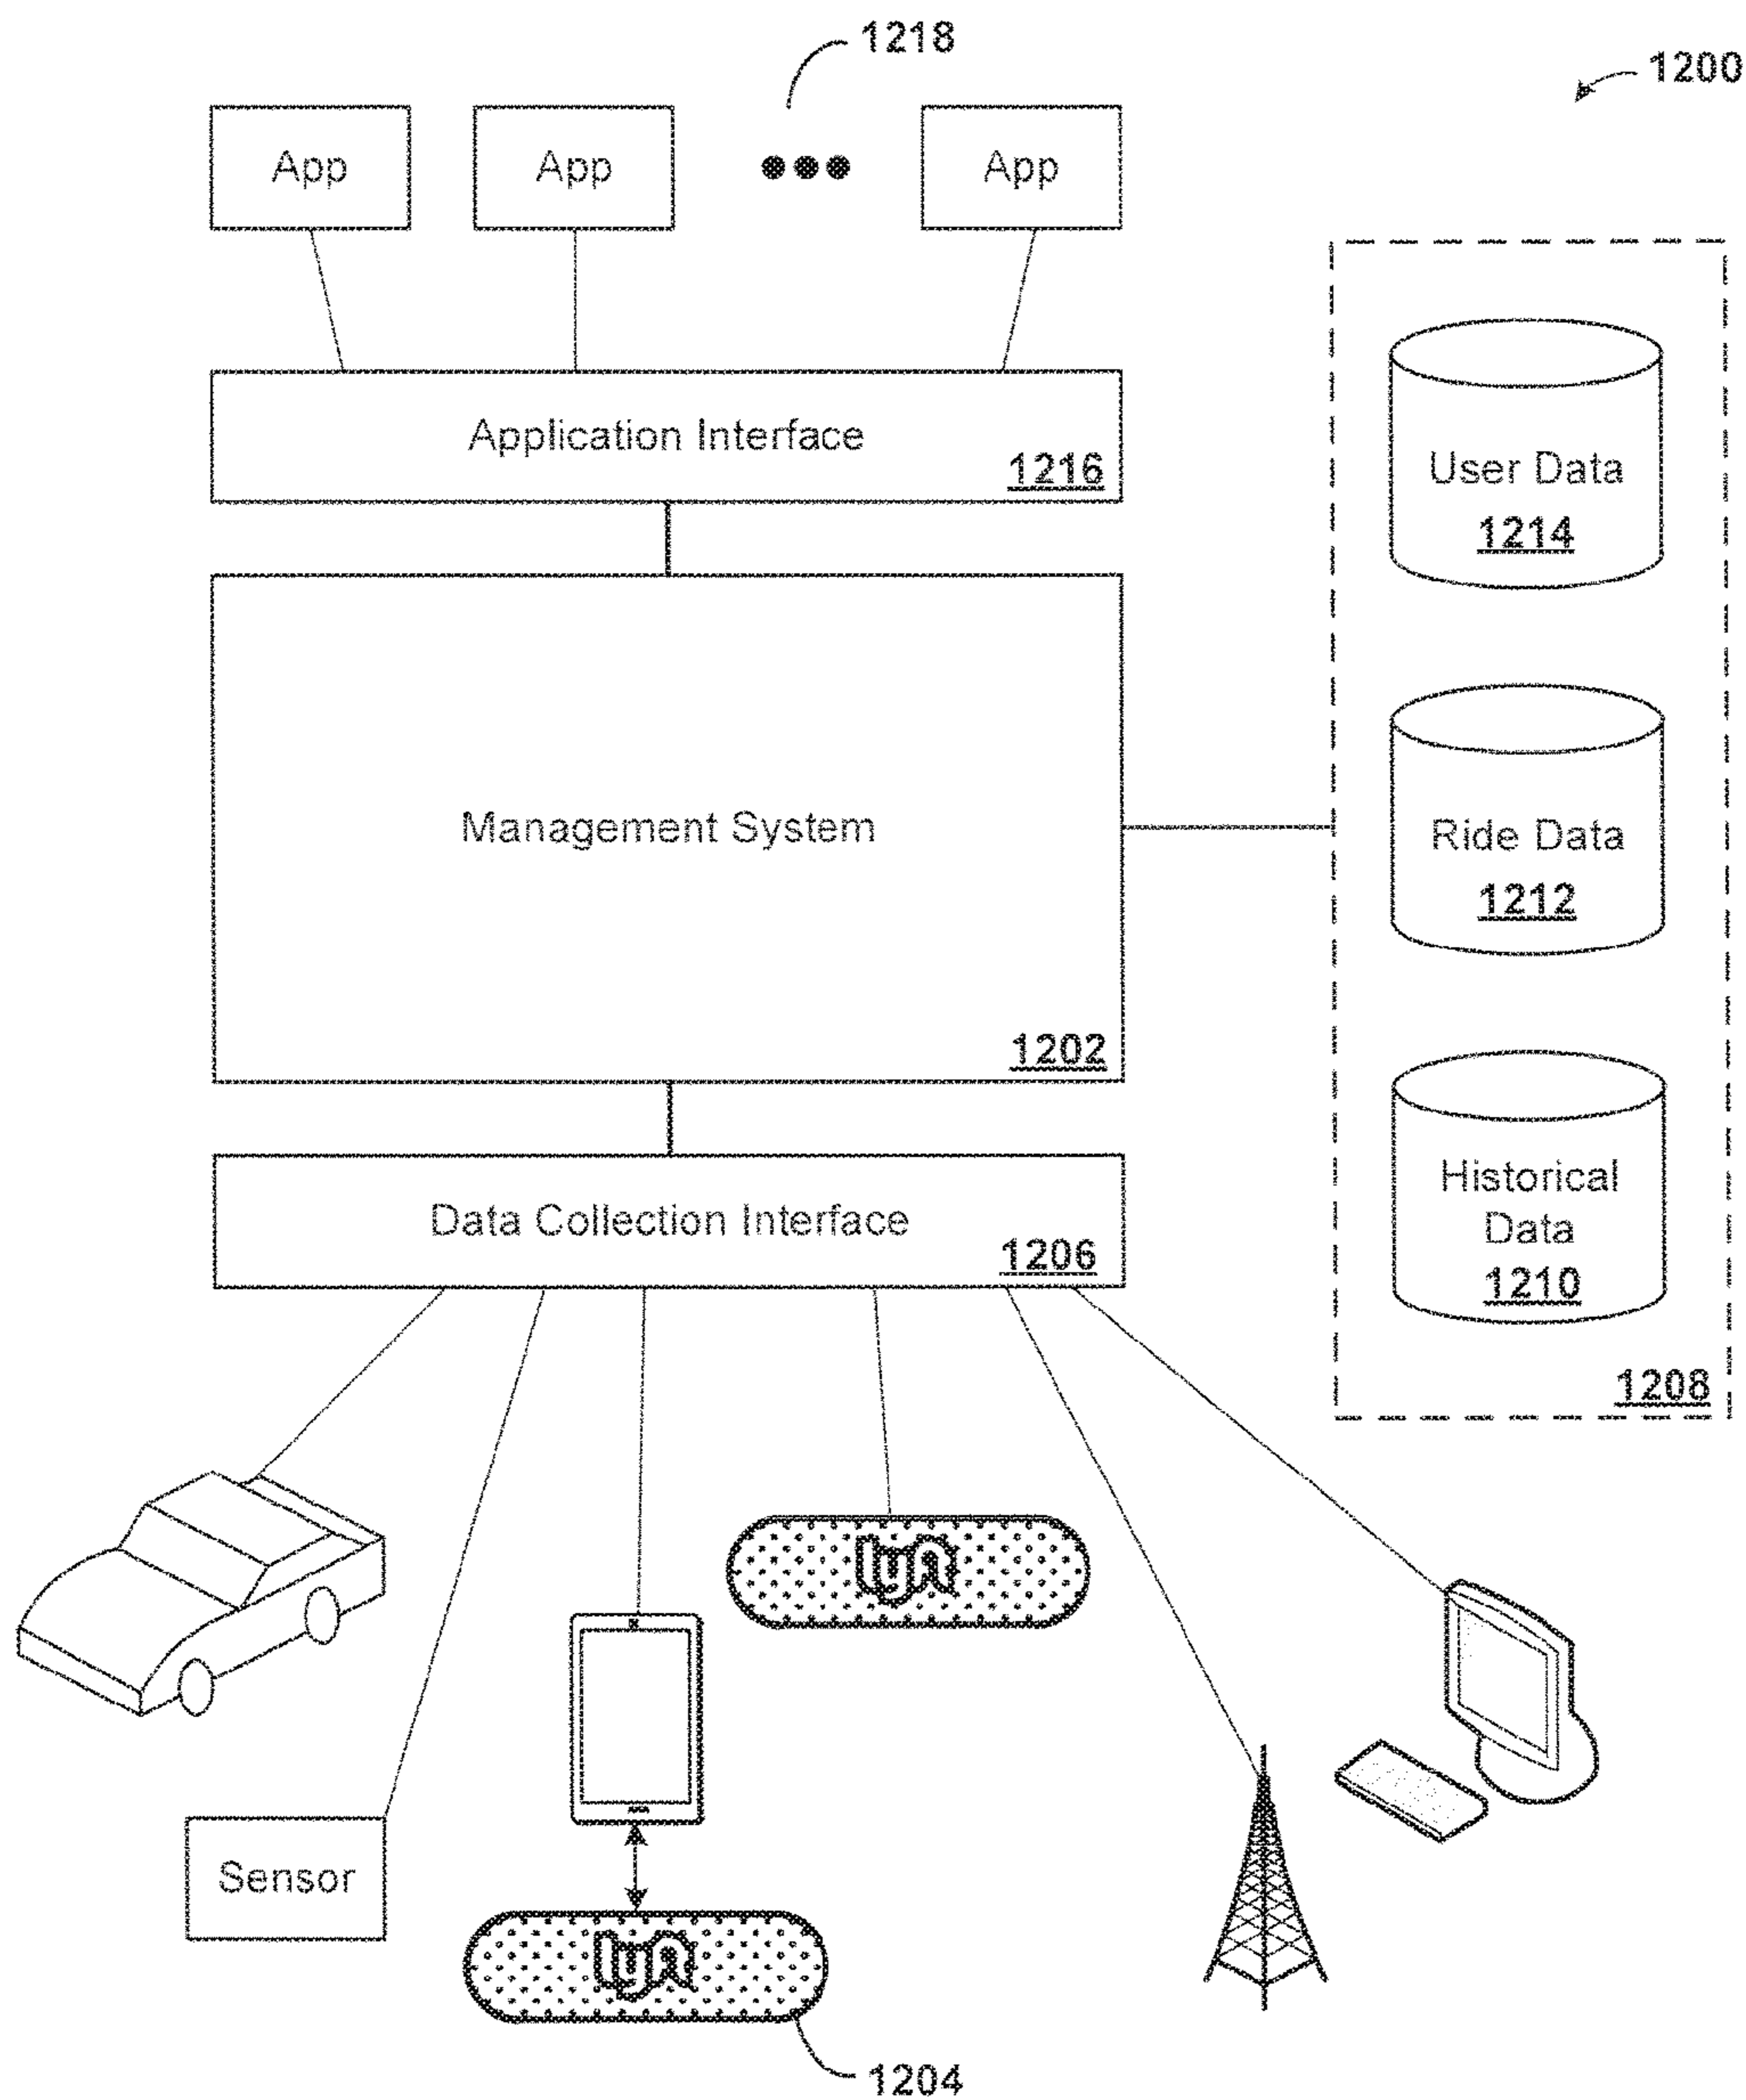 1218
1200
App
App
App
Application Interface
1216
User Data
1214
Management System
1202
Ride Data
1212
Data Collection Interface
1206
Historical
Data
1210
1208
lyft
Sensor
lyft
1204